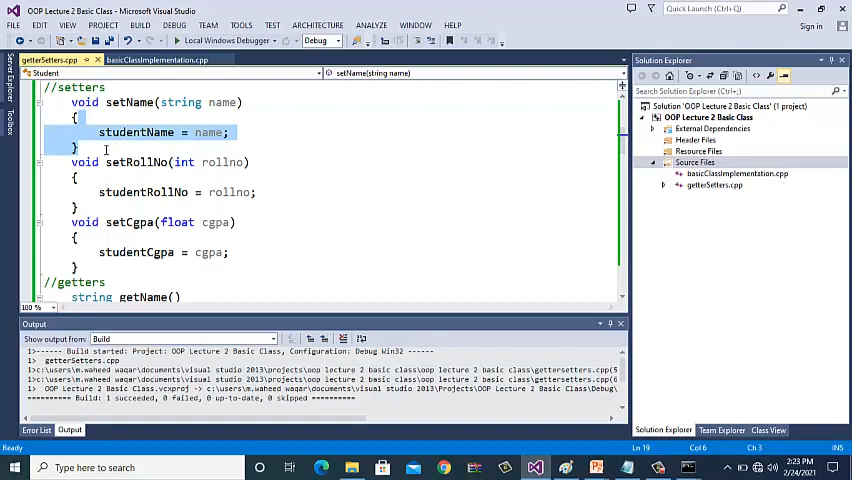 OOP Lecture 2 Basic Class - Microsoft Visual Studio
Quick Launch (Ctrl+Q)
FILE EDIT VIEW PROJECT BUILD DEBUG TEAM TOOLS TEST ARCHITECTURE ANALYZE WINDOW HELP
Sign in
Local Windows Debugger
Debug
Server Explorer
Toolbox
getterSetters.cpp
basicClassImplementation.cpp
Student
setName(string name)
//setters
void setName(string name)
{
studentName = name;
}
void setRollNo(int rollno)
{
studentRollNo = rollno;
}
void setCgpa(float cgpa)
{
studentCgpa = cgpa;
}
//getters
string getName()
100 %
Solution Explorer
Search Solution Explorer (Ctrl+;)
Solution 'OOP Lecture 2 Basic Class' (1 project)
OOP Lecture 2 Basic Class
External Dependencies
Header Files
Resource Files
Source Files
basicClassImplementation.cpp
getterSetters.cpp
Output
Show output from: Build
1>------ Build started: Project: OOP Lecture 2 Basic Class, Configuration: Debug Win32 ------
1> getterSetters.cpp
1>c:\users\m.waheed waqar\documents\visual studio 2013\projects\oop lecture 2 basic class\oop lecture 2 basic class\gettersetters.cpp(5
1>c:\users\m.waheed waqar\documents\visual studio 2013\projects\oop lecture 2 basic class\oop lecture 2 basic class\gettersetters.cpp(6
1> OOP Lecture 2 Basic Class.vcxproj -> c:\users\m.waheed waqar\documents\visual studio 2013\Projects\OOP Lecture 2 Basic Class\Debug\
========== Build: 1 succeeded, 0 failed, 0 up-to-date, 0 skipped ==========
Error List Output
Solution Explorer Team Explorer Class View
Ready
Ln 19 Col 6 Ch 3 INS
Type here to search
2:23 PM
2/24/2021